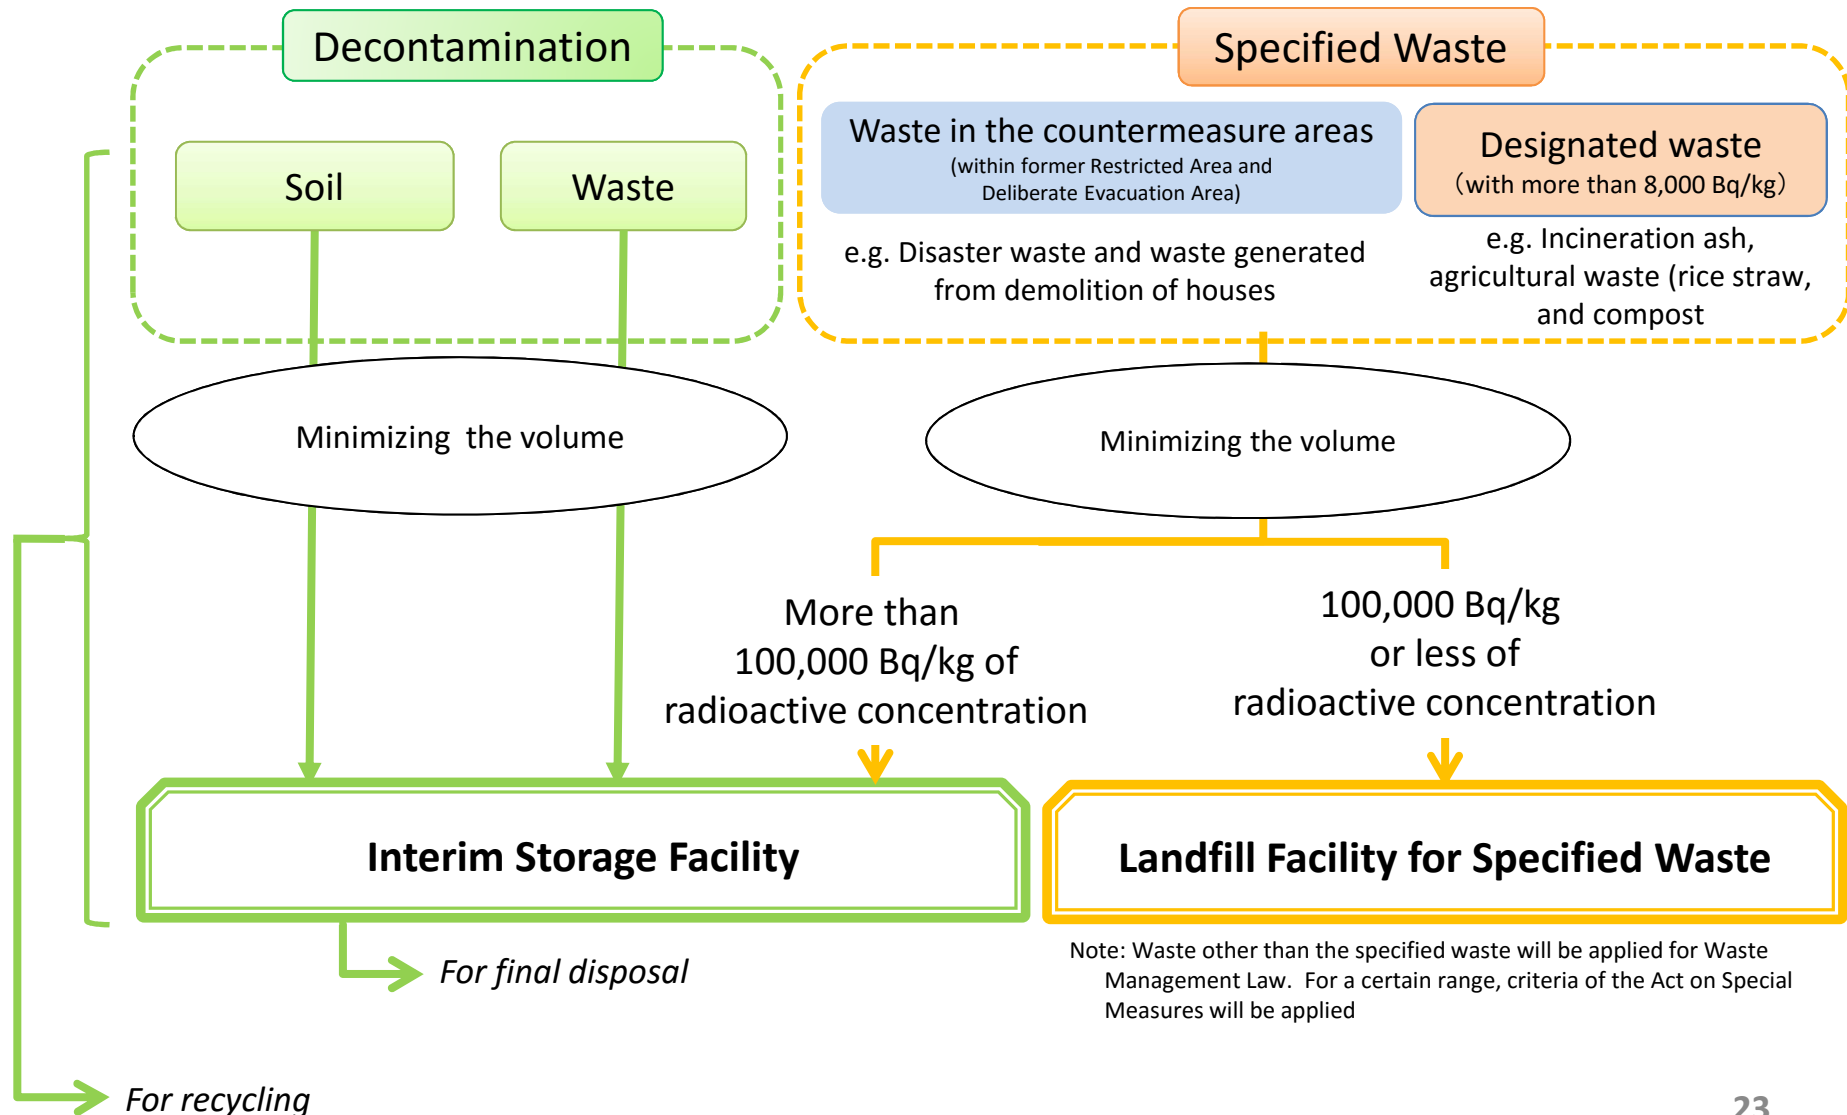 Decontamination
Soil
Waste
Minimizing  the volume
Specified Waste
Waste in the countermeasure areas
(within former Restricted Area and
Deliberate Evacuation Area)
e.g. Disaster waste and waste generated
from demolition of houses
Designated waste
（with more than 8,000 Bq/kg）
e.g. Incineration ash,
agricultural waste (rice straw,
and compost
Minimizing the volume
More than
100,000 Bq/kg of
radioactive concentration
100,000 Bq/kg
or less of
radioactive concentration
Interim Storage Facility
Landfill Facility for Specified Waste
For final disposal
Note: Waste other than the specified waste will be applied for Waste
Management Law.  For a certain range, criteria of the Act on Special
Measures will be applied
For recycling
23